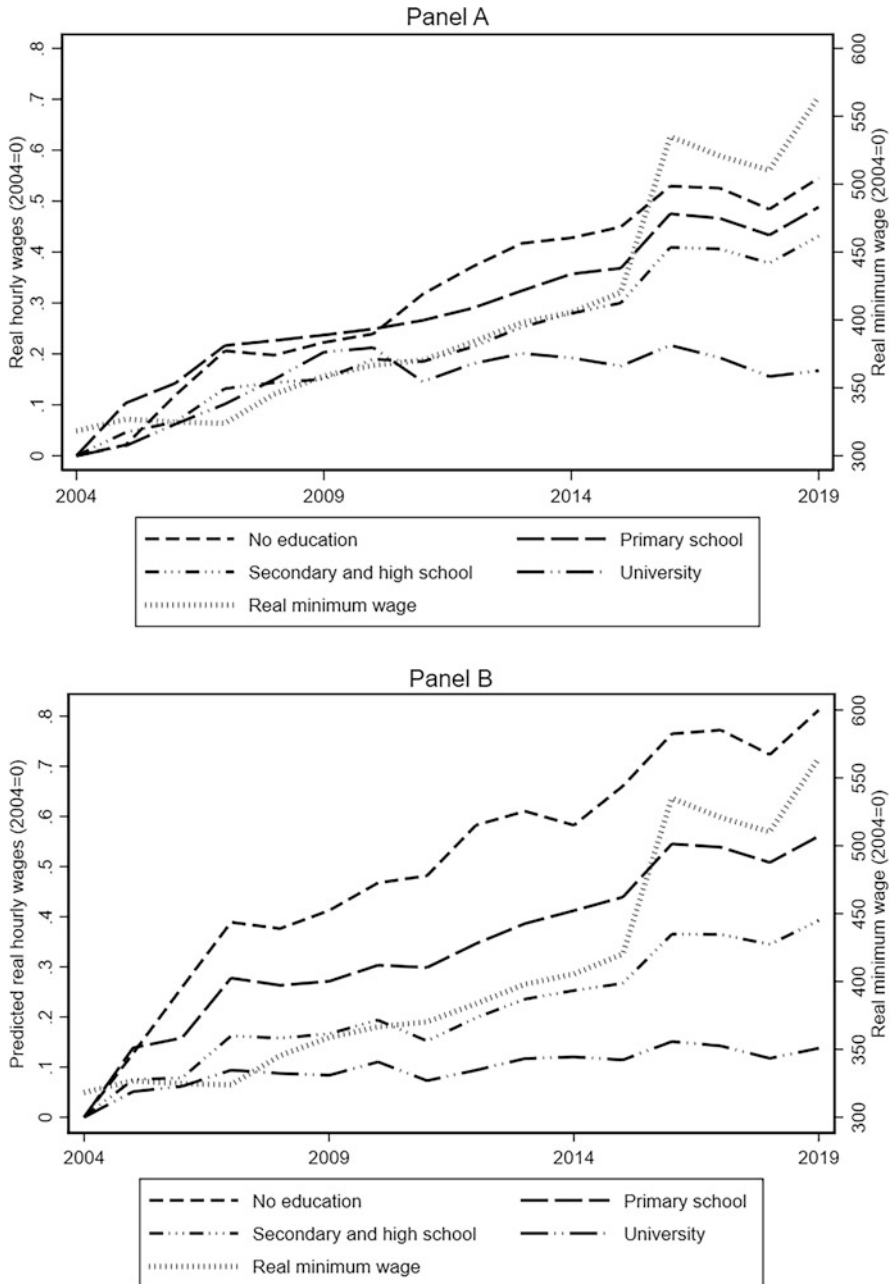 Panel A
Real hourly wages (2004=0)
0 .1 .2 .3 .4 .5 .6 .7 .8
Real minimum wage (2004=0)
300 350 400 450 500 550 600
2004 2009 2014 2019
No education Primary school
Secondary and high school University
Real minimum wage
Panel B
Predicted real hourly wages (2004=0)
0 .1 .2 .3 .4 .5 .6 .7 .8
Real minimum wage (2004=0)
300 350 400 450 500 550 600
2004 2009 2014 2019
No education Primary school
Secondary and high school University
Real minimum wage